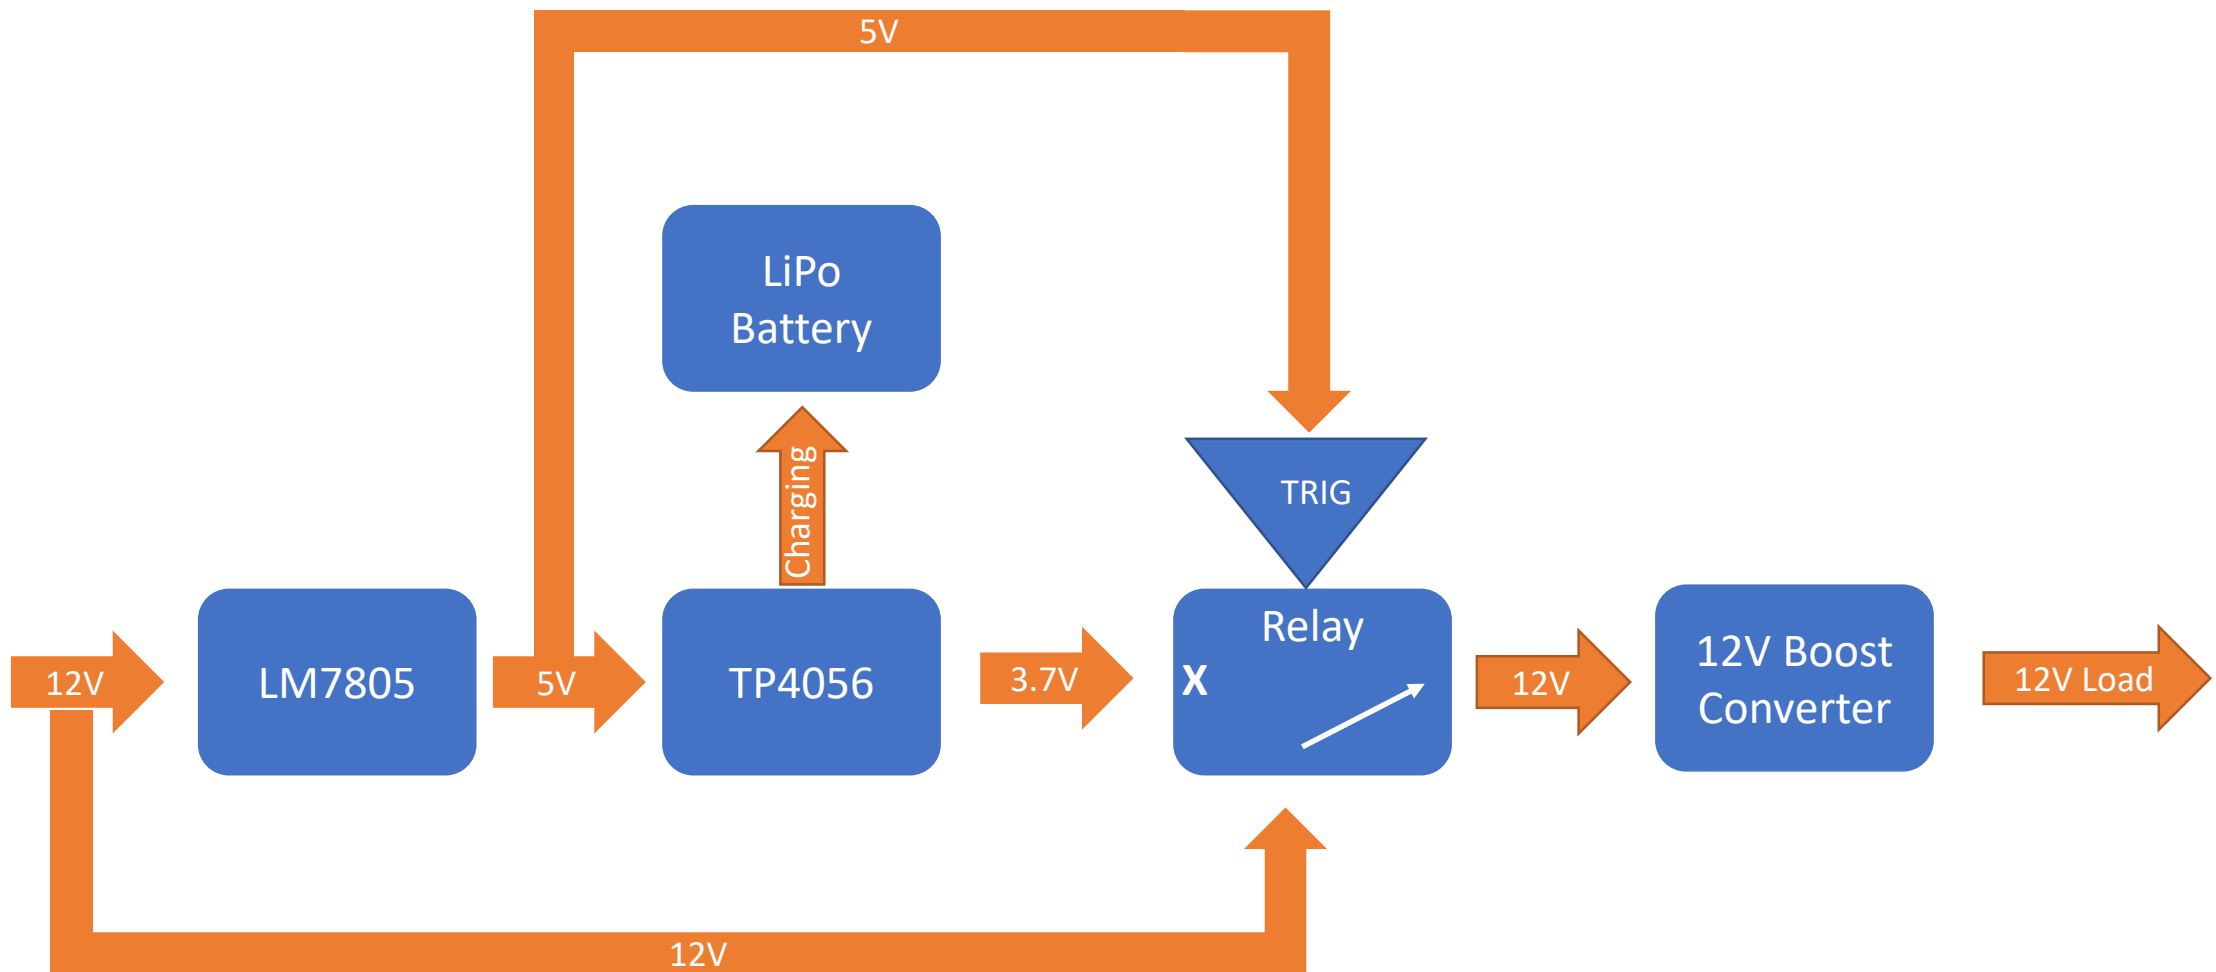 5V
LiPo
Battery
Charging
TRIG
Relay
X
12V
LM7805
5V
TP4056
3.7V
12V
12V Boost
Converter
12V Load
12V